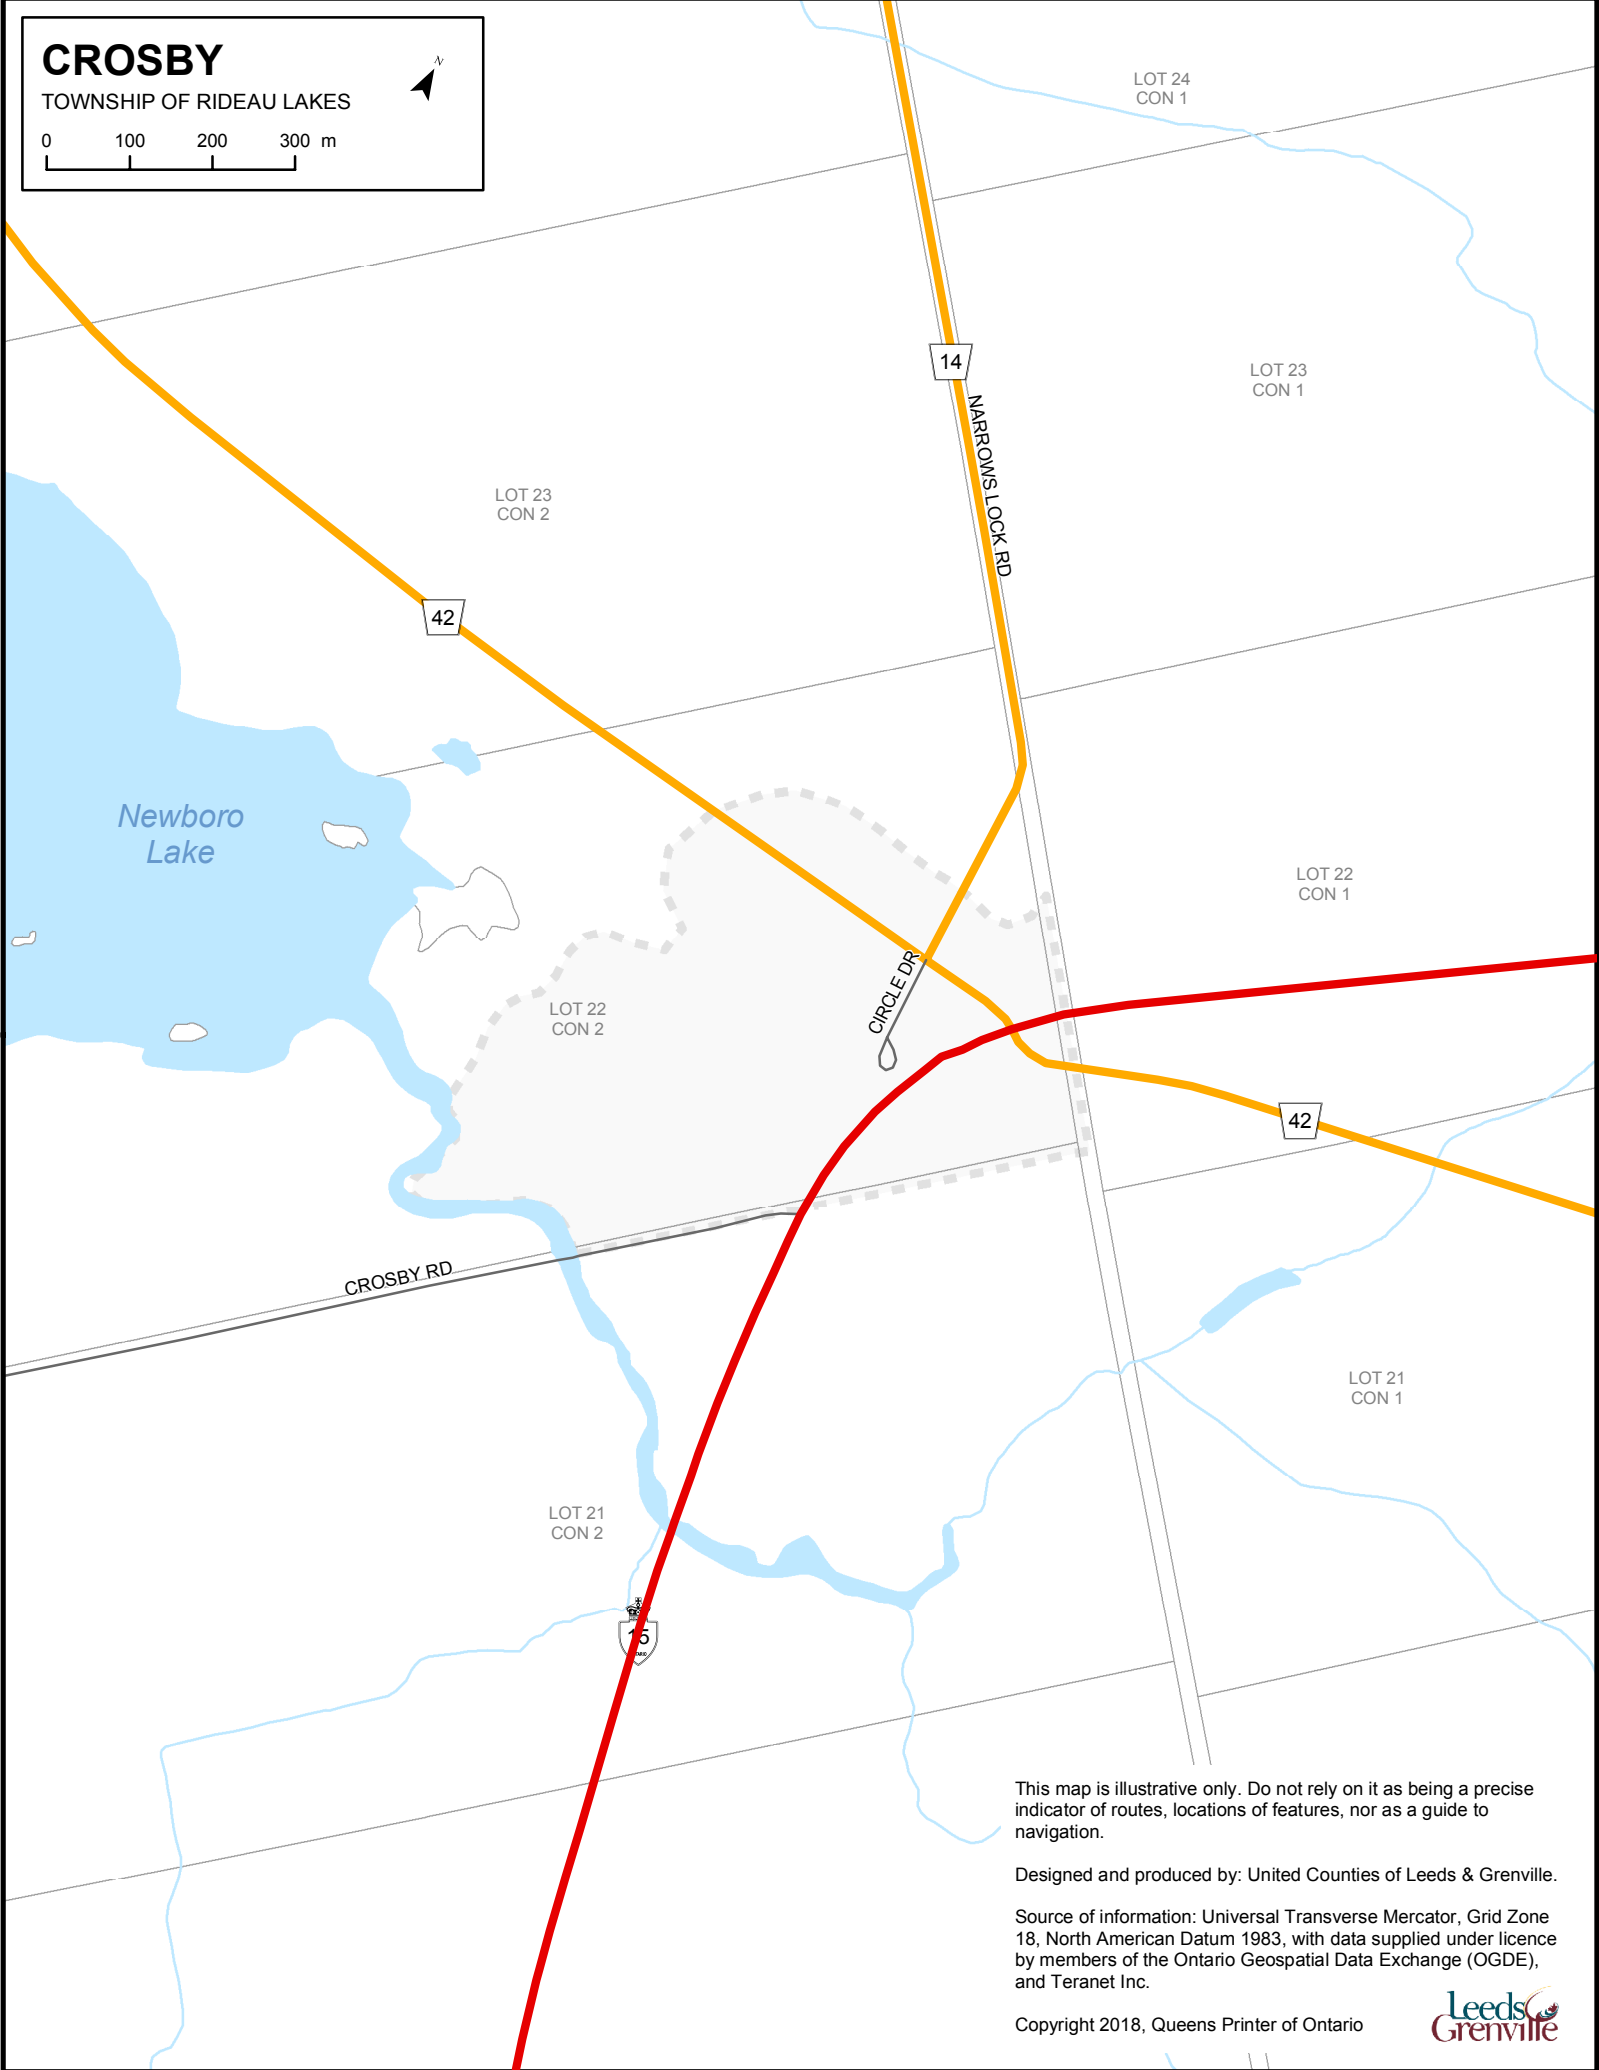 CROSBY
N
TOWNSHIP OF RIDEAU LAKES
0 100 200 300 m
LOT 24
CON 1
14
LOT 23
CON 1
NARROWS LOCK RD
LOT 23
CON 2
42
Newboro
Lake
LOT 22
CON 1
CIRCLE DR
LOT 22
CON 2
42
CROSBY RD
LOT 21
CON 1
LOT 21
CON 2
15
This map is illustrative only. Do not rely on it as being a precise
indicator of routes, locations of features, nor as a guide to
navigation.
Designed and produced by: United Counties of Leeds & Grenville.
Source of information: Universal Transverse Mercator, Grid Zone
18, North American Datum 1983, with data supplied under licence
by members of the Ontario Geospatial Data Exchange (OGDE),
and Teranet Inc.
Copyright 2018, Queens Printer of Ontario
Leeds
Grenville